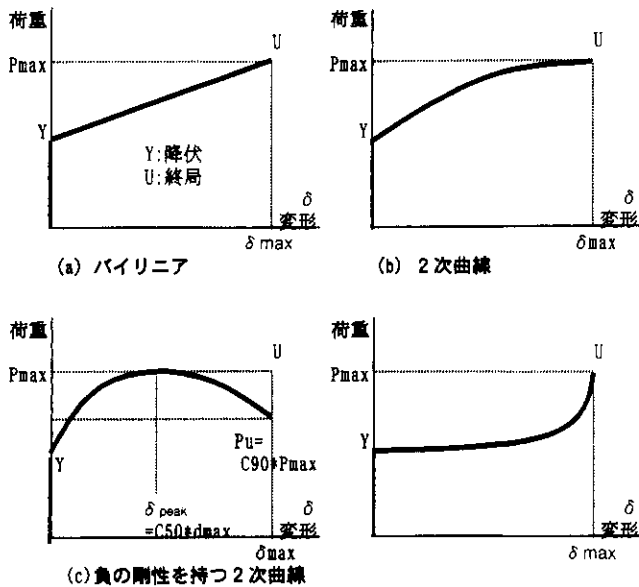 荷重
U
Pmax
Y
Y:降伏
U:終局
δ
変形
δ max
(a) バイリニア
荷重
U
Pmax
Y
δ
変形
δmax
(b) 2次曲線
荷重
U
Pmax
Pu=
C90*Pmax
Y
δ peak
=C50*dmax
δ
変形
δmax
(c)負の剛性を持つ2次曲線
荷重
U
Pmax
Y
δ
変形
δ max